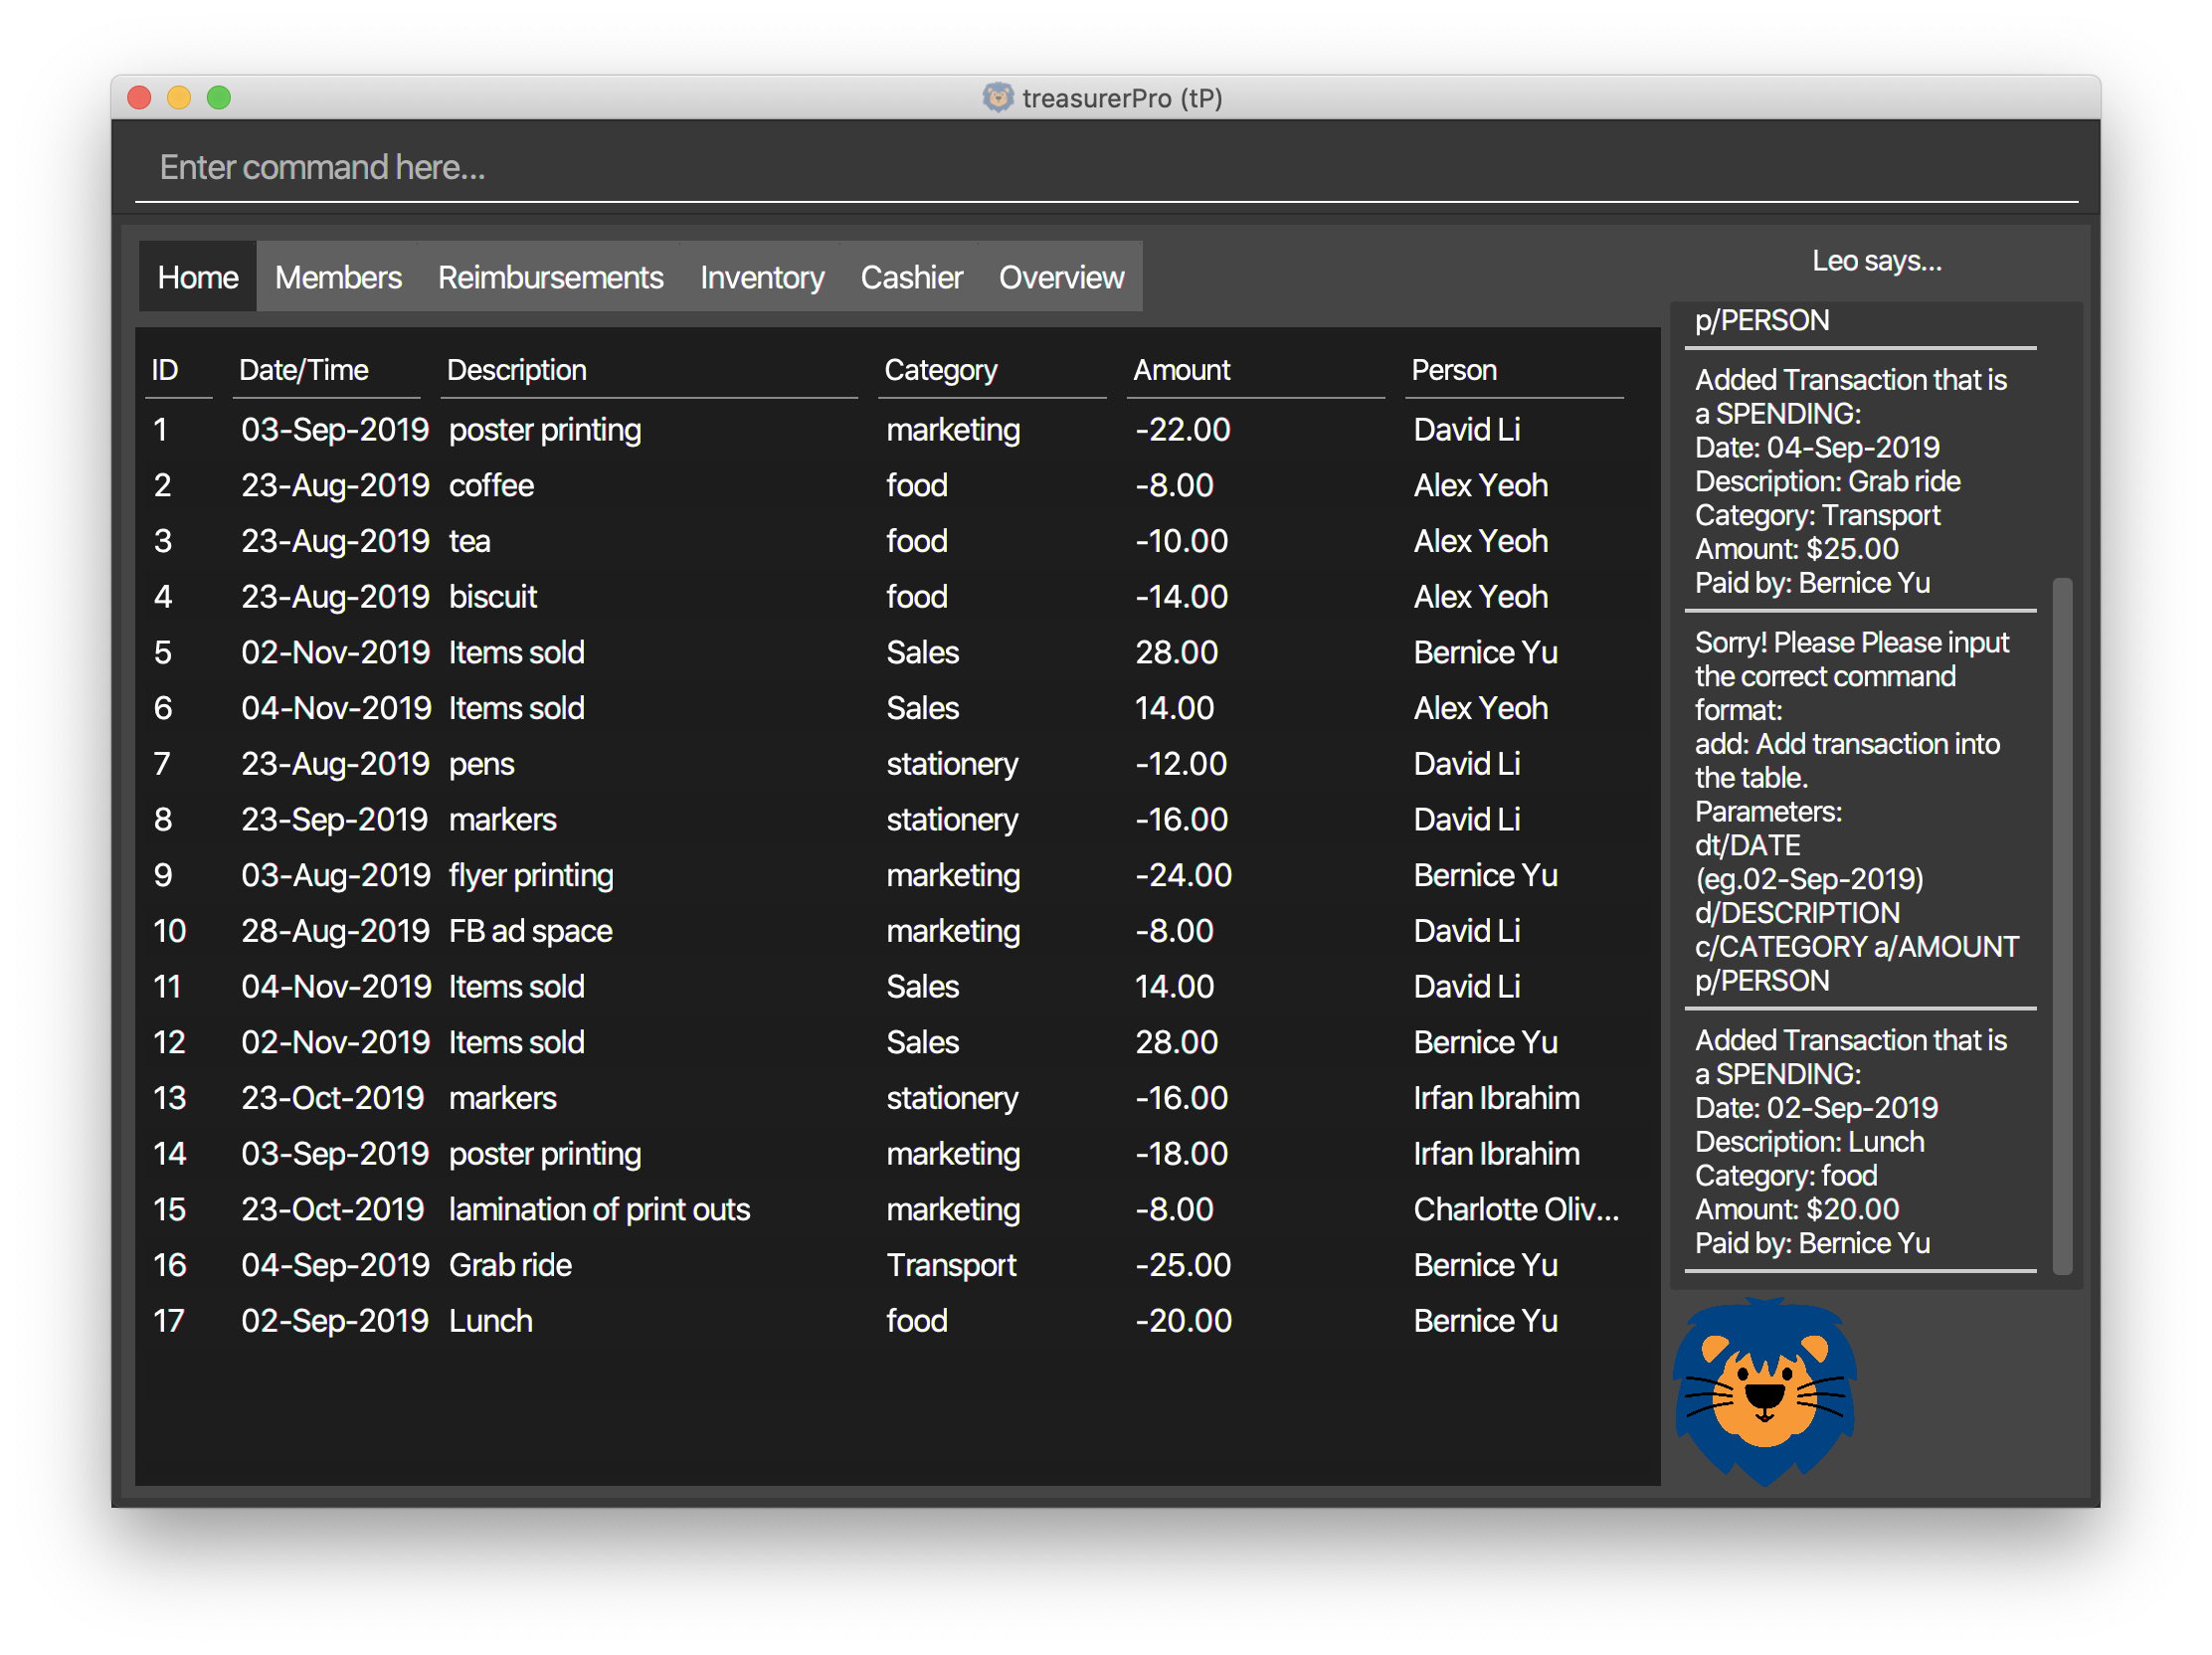 treasurerPro (tP)
Enter command here...
Home Members Reimbursements Inventory Cashier Overview
ID Date/Time Description Category Amount Person
1 03-Sep-2019 poster printing marketing -22.00 David Li
2 23-Aug-2019 coffee food -8.00 Alex Yeoh
3 23-Aug-2019 tea food -10.00 Alex Yeoh
4 23-Aug-2019 biscuit food -14.00 Alex Yeoh
5 02-Nov-2019 Items sold Sales 28.00 Bernice Yu
6 04-Nov-2019 Items sold Sales 14.00 Alex Yeoh
7 23-Aug-2019 pens stationery -12.00 David Li
8 23-Sep-2019 markers stationery -16.00 David Li
9 03-Aug-2019 flyer printing marketing -24.00 Bernice Yu
10 28-Aug-2019 FB ad space marketing -8.00 David Li
11 04-Nov-2019 Items sold Sales 14.00 David Li
12 02-Nov-2019 Items sold Sales 28.00 Bernice Yu
13 23-Oct-2019 markers stationery -16.00 Irfan Ibrahim
14 03-Sep-2019 poster printing marketing -18.00 Irfan Ibrahim
15 23-Oct-2019 lamination of print outs marketing -8.00 Charlotte Oliv...
16 04-Sep-2019 Grab ride Transport -25.00 Bernice Yu
17 02-Sep-2019 Lunch food -20.00 Bernice Yu
Leo says...
p/PERSON
Added Transaction that is
a SPENDING:
Date: 04-Sep-2019
Description: Grab ride
Category: Transport
Amount: $25.00
Paid by: Bernice Yu
Sorry! Please Please input
the correct command
format:
add: Add transaction into
the table.
Parameters:
dt/DATE
(eg.02-Sep-2019)
d/DESCRIPTION
c/CATEGORY a/AMOUNT
p/PERSON
Added Transaction that is
a SPENDING:
Date: 02-Sep-2019
Description: Lunch
Category: food
Amount: $20.00
Paid by: Bernice Yu